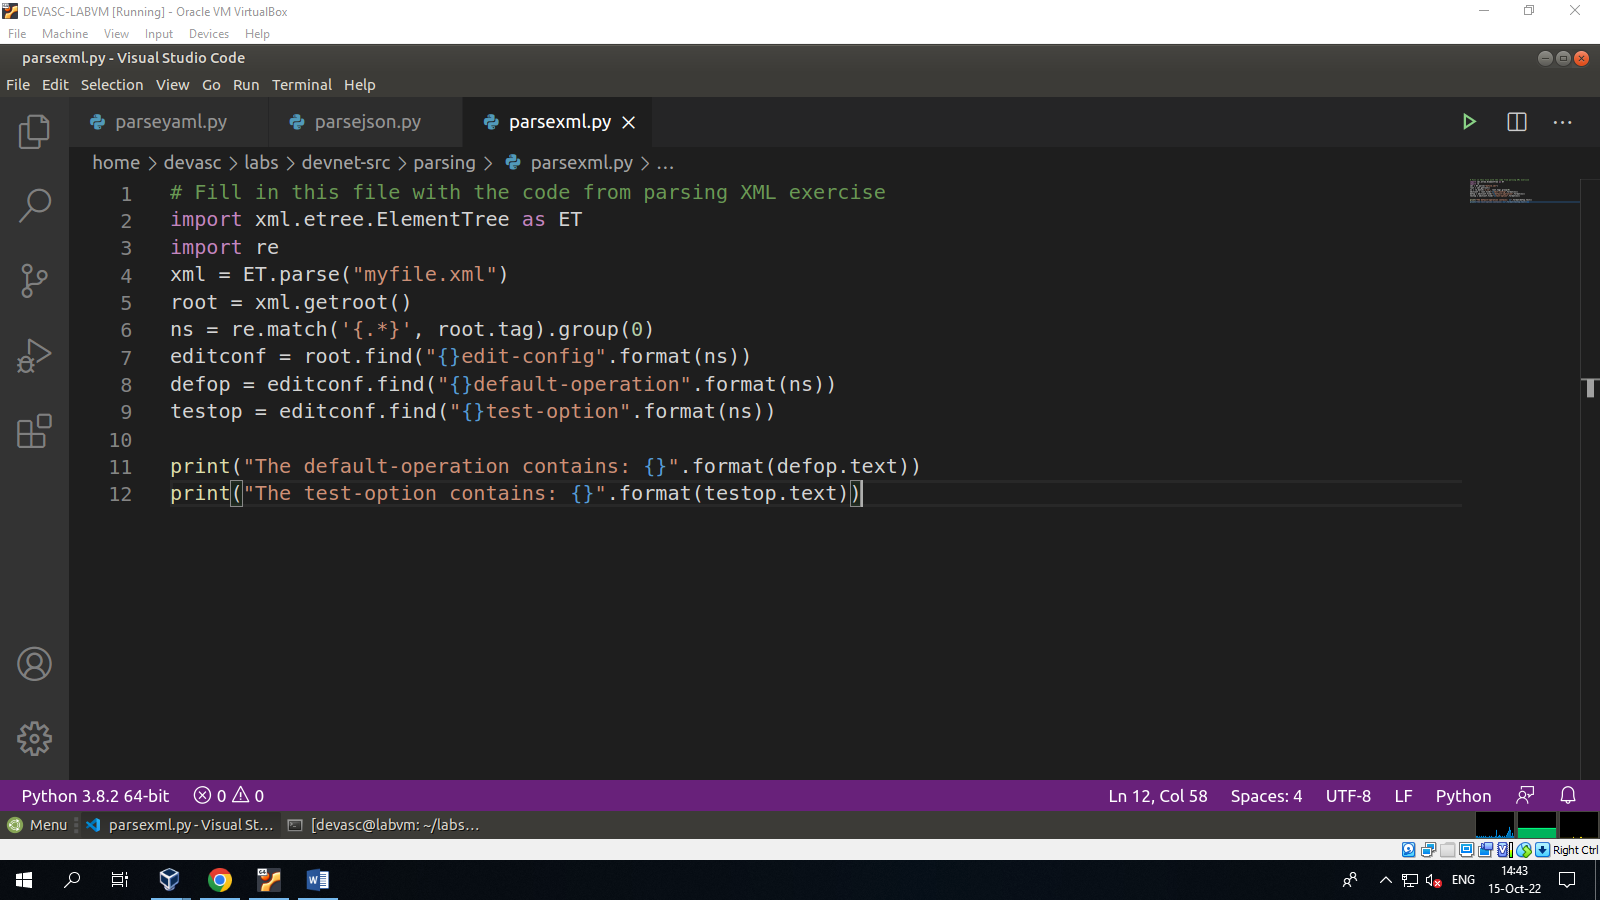 DEVASC-LABVM [Running] - Oracle VM VirtualBox
File Machine View Input Devices Help
parsexml.py - Visual Studio Code
File Edit Selection View Go Run Terminal Help
parseyaml.py parsejson.py parsexml.py
home > devasc > labs > devnet-src > parsing > parsexml.py > ...
1 # Fill in this file with the code from parsing XML exercise
2 import xml.etree.ElementTree as ET
3 import re
4 xml = ET.parse("myfile.xml")
5 root = xml.getroot()
6 ns = re.match('{.*}', root.tag).group(0)
7 editconf = root.find("{}edit-config".format(ns))
8 defop = editconf.find("{}default-operation".format(ns))
9 testop = editconf.find("{}test-option".format(ns))
10
11 print("The default-operation contains: {}".format(defop.text))
12 print("The test-option contains: {}".format(testop.text))
Python 3.8.2 64-bit 0 0 Ln 12, Col 58 Spaces: 4 UTF-8 LF Python
Menu parsexml.py - Visual St... [devasc@labvm: ~/labs...
Right Ctrl
ENG 14:43
15-Oct-22